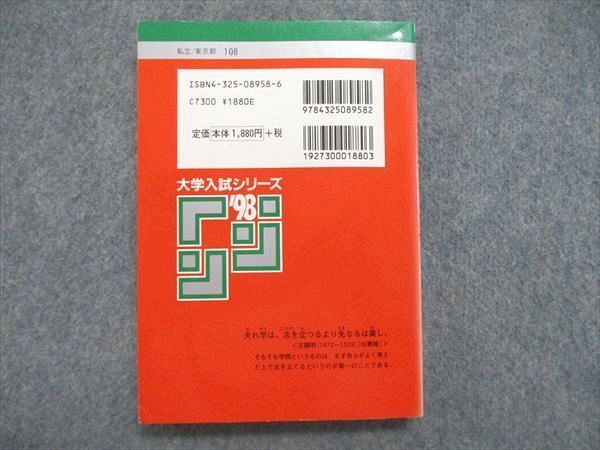 私立/東京都 108
ISBN4-325-08958-6
C7300 ¥1880E
定価 本体1,880円 +税
9784325089582
1927300018803
大学入試シリーズ
'98
夫れ学は、志を立つるより先なるは莫し。
<王陽明(1472〜1528)『伝習録』>
そもそも学問というものは、まず自らがよく考え
た上で志を立てるというのが第一のことである。